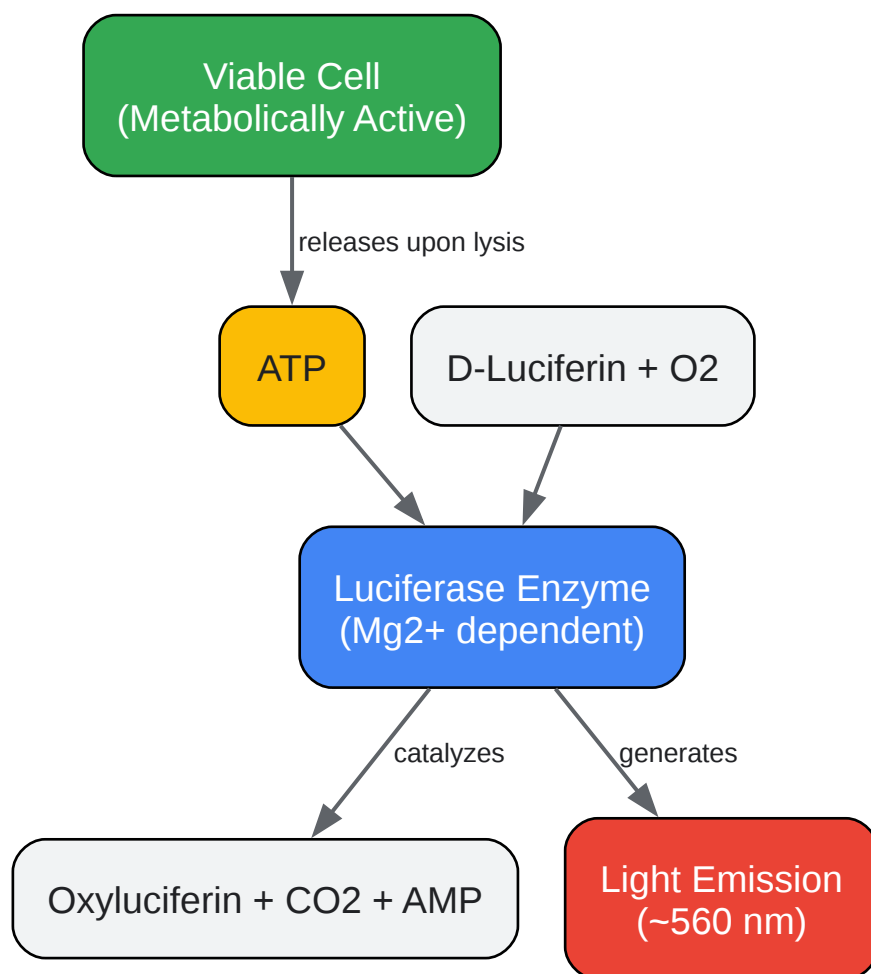 Viable Cell
(Metabolically Active)
releases upon lysis
ATP
D-Luciferin + O2
Luciferase Enzyme
(Mg2+ dependent)
catalyzes
generates
Oxyluciferin + CO2 + AMP
Light Emission
(~560 nm)